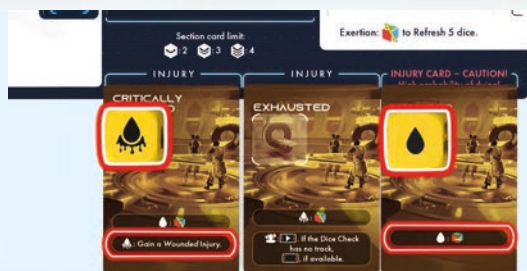 Section card limit:
:2 :3 :4
Exertion: to Refresh 5 dice.
INJURY
INJURY
INJURY CARD – CAUTION!
CRITICALLY
EXHAUSTED
:
: Gain a Wounded Injury.
:
: . If the Dice Check
has no track,
, if available.
: